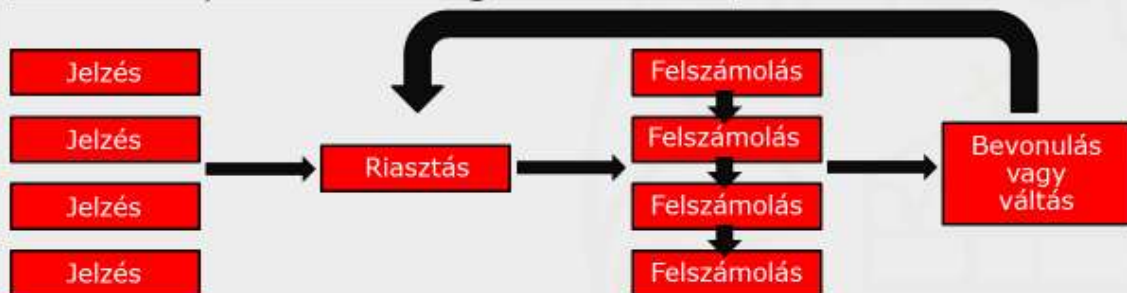 Jelzés
Jelzés
Jelzés
Jelzés
Riasztás
Felszámolás
Felszámolás
Felszámolás
Felszámolás
Bevonulás
vagy
váltás